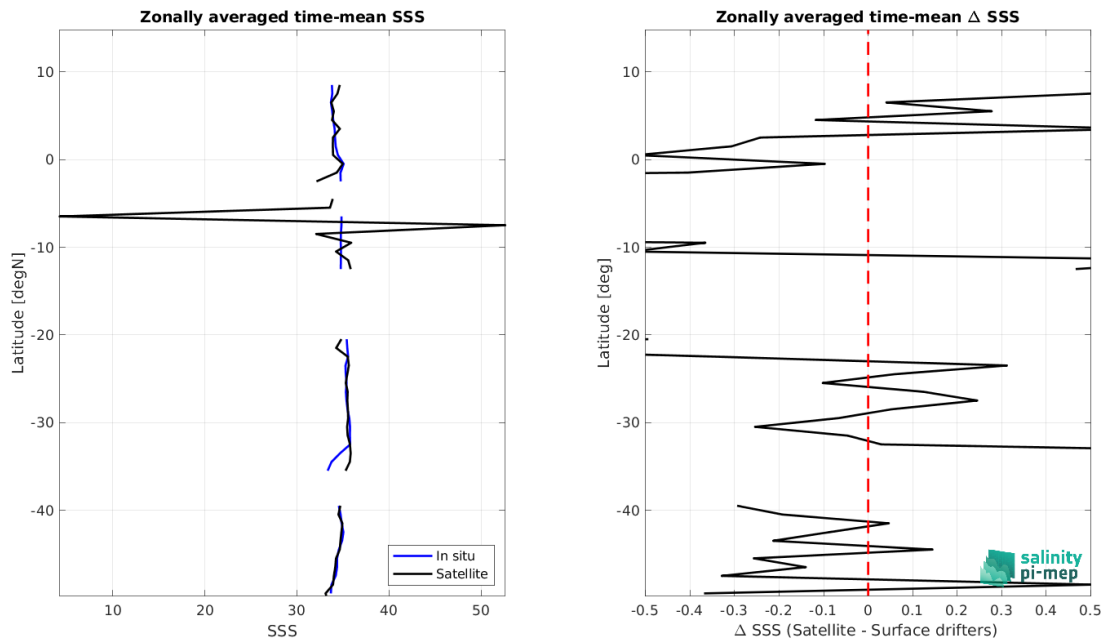 Zonally averaged time-mean SSS
Latitude [degN]
10
0
-10
-20
-30
-40
10
20
30
40
50
SSS
In situ
Satellite
Zonally averaged time-mean Δ SSS
Latitude [deg]
10
0
-10
-20
-30
-40
-0.5
-0.4
-0.3
-0.2
-0.1
0
0.1
0.2
0.3
0.4
0.5
Δ SSS (Satellite - Surface drifters)
salinity
pi-mep